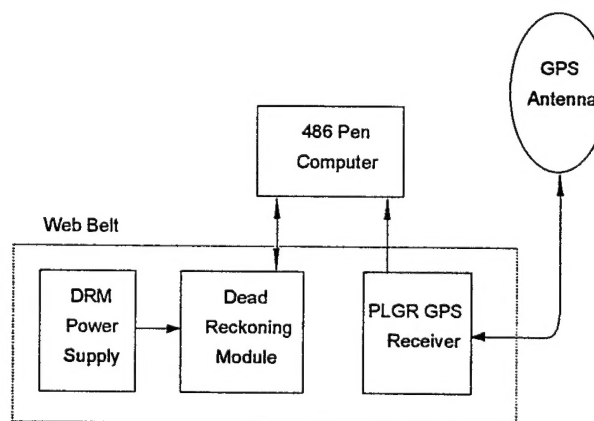 GPS
Antenna
486 Pen
Computer
Web Belt
DRM
Power
Supply
Dead
Reckoning
Module
PLGR GPS
Receiver